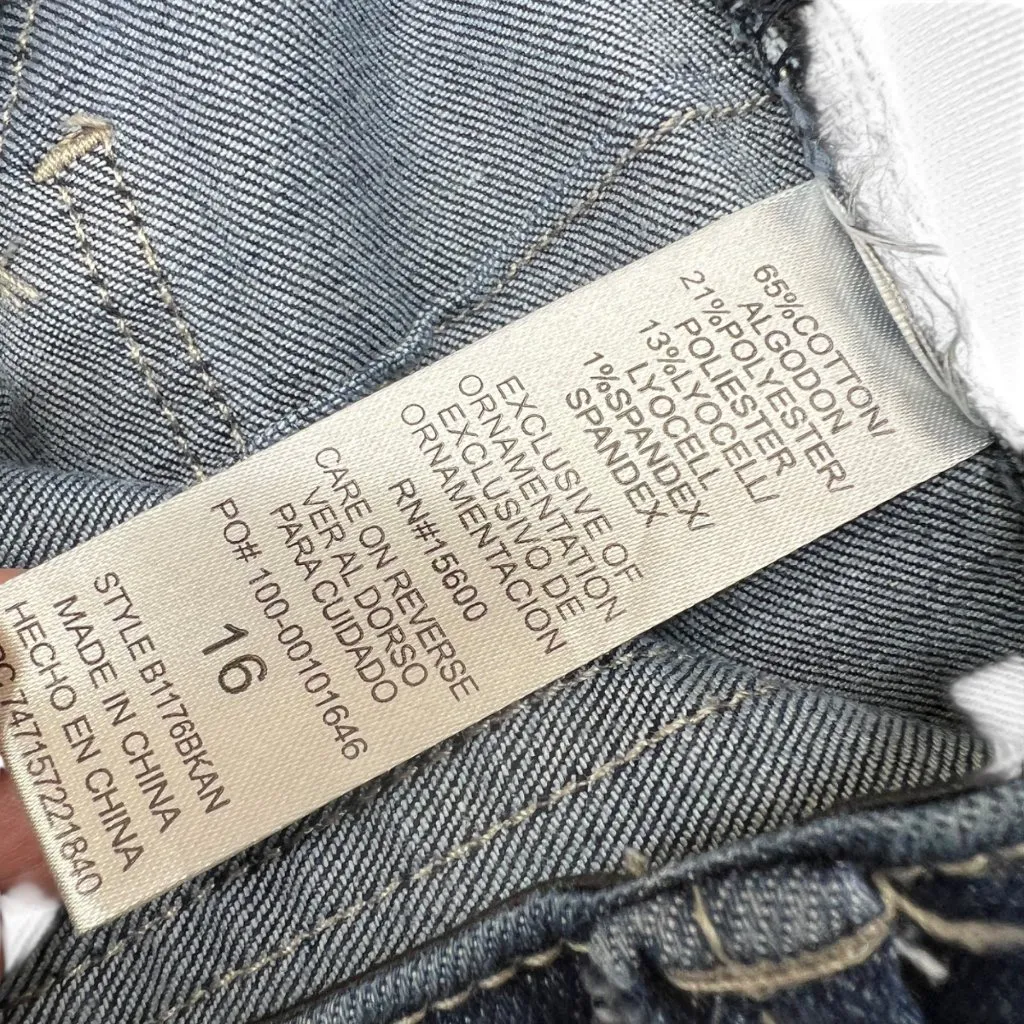 65%COTTON/
ALGODON
21%POLYESTER/
POLIESTER
13%LYOCELL/
LYOCELL
1%SPANDEX/
SPANDEX
EXCLUSIVE OF
ORNAMENTATION
EXCLUSIVO DE
ORNAMENTACION
RN#15600
CARE ON REVERSE
VER AL DORSO
PARA CUIDADO
PO# 100-00101646
16
STYLE B1176BKAN
MADE IN CHINA
HECHO EN CHINA
747157221840